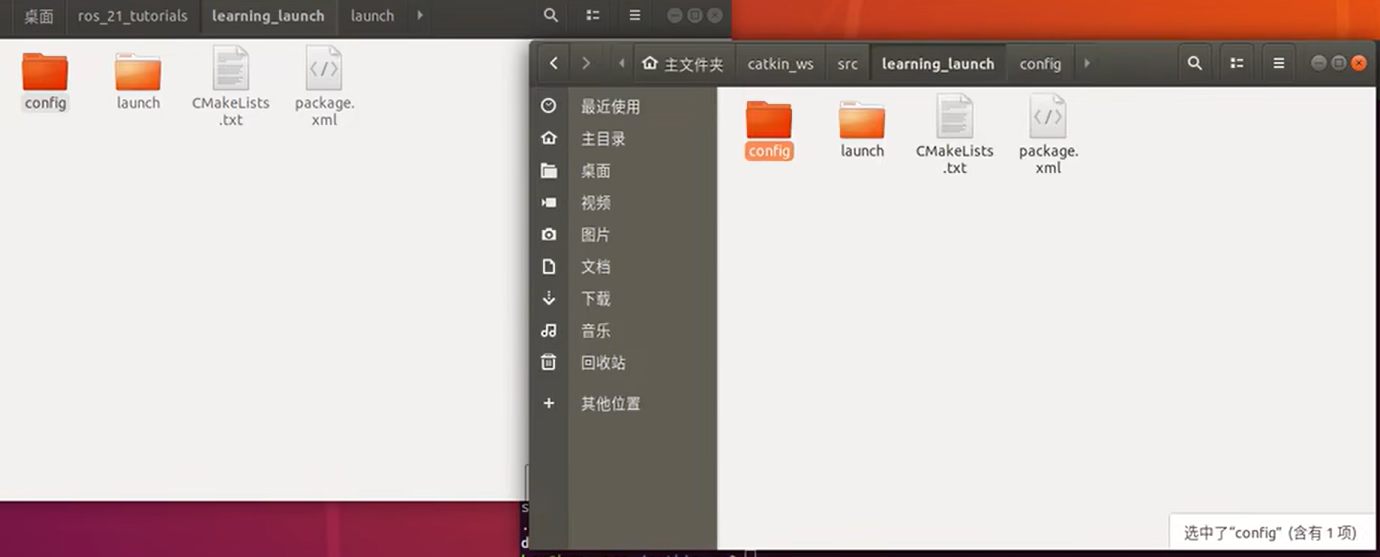 桌面 ros_21_tutorials learning_launch launch
config launch CMakeLists package.
.txt xml
主文件夹 catkin_ws src learning_launch config
最近使用
主目录
桌面
视频
图片
文档
下载
音乐
回收站
其他位置
config launch CMakeLists package.
.txt xml
选中了“config” (含有 1 项)